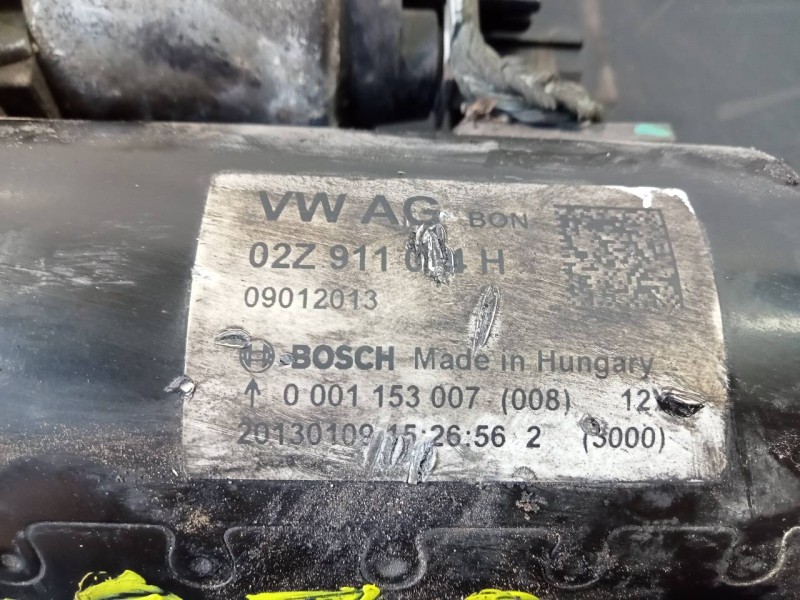 VW AG BON
02Z 911 H
09012013
BOSCH Made in Hungary
↑ 0 001 153 007 (008) 12V
20130109 15:26:56 2 (3000)